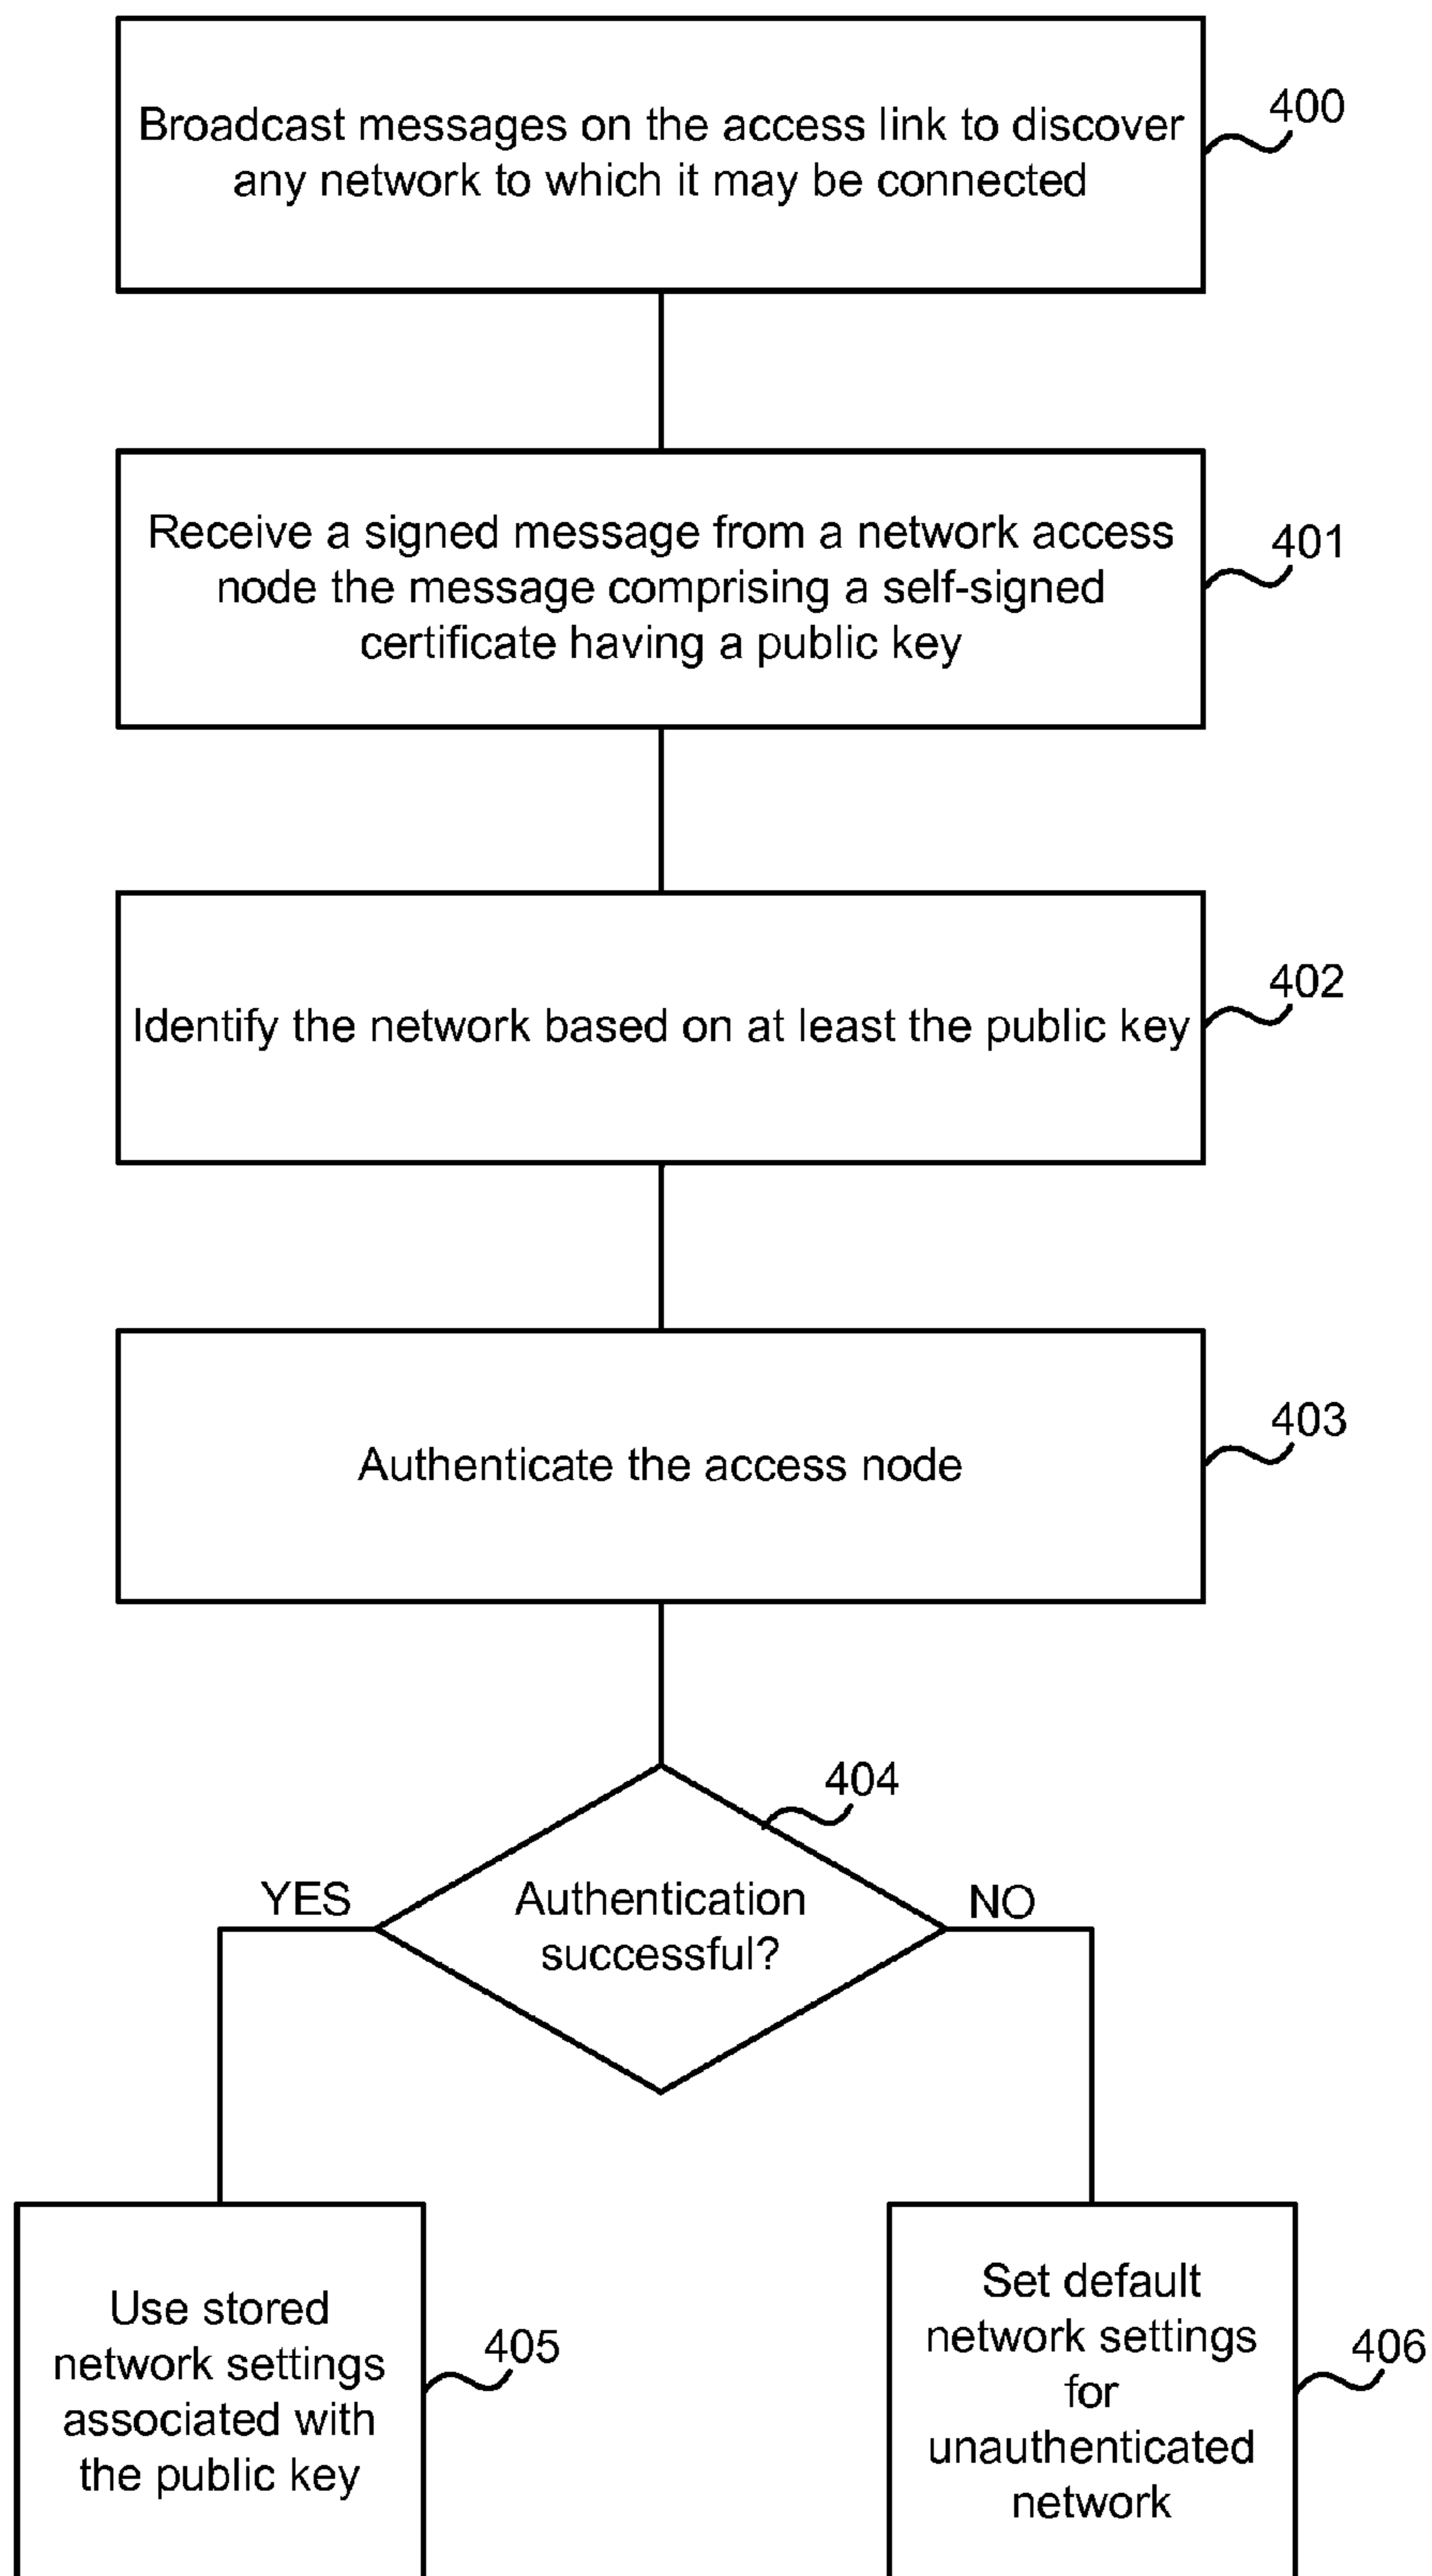 Broadcast messages on the access link to discover
any network to which it may be connected
400
Receive a signed message from a network access
node the message comprising a self-signed
certificate having a public key
401
Identify the network based on at least the public key
402
Authenticate the access node
403
404
Authentication
successful?
YES
NO
Use stored
network settings
associated with
the public key
405
Set default
network settings
for
unauthenticated
network
406